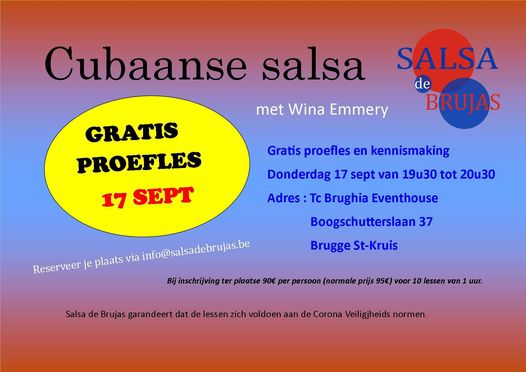 Cubaanse salsa
SALSA
de
BRUJAS
met Wina Emmery
GRATIS
PROEFLES
17 SEPT
Gratis proefles en kennismaking
Donderdag 17 sept van 19u30 tot 20u30
Adres : Tc Brughia Eventhouse
Boogschutterslaan 37
Brugge St-Kruis
Reserveer je plaats via info@salsadebrujas.be
Bij inschrijving ter plaatse 90€ per persoon (normale prijs 95€) voor 10 lessen van 1 uur.
Salsa de Brujas garandeert dat de lessen zich voldoen aan de Corona Veiligjheids normen.